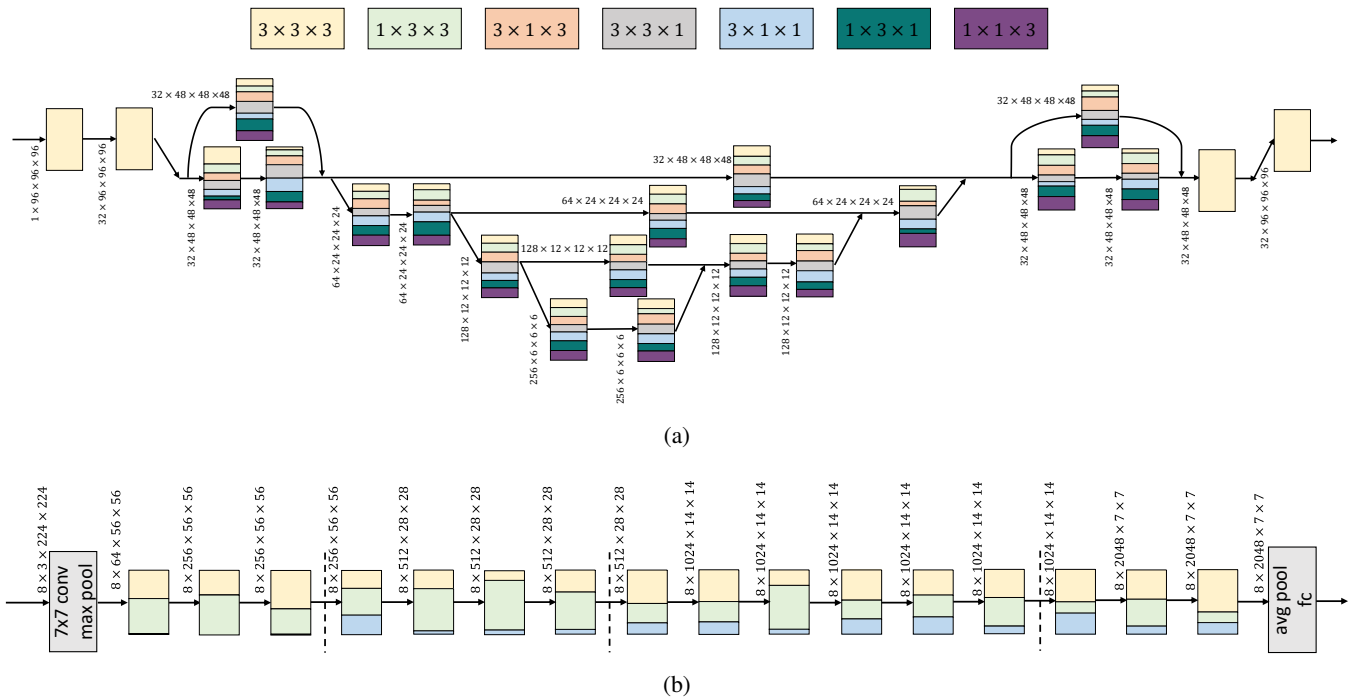 3 × 3 × 3
1 × 3 × 3
3 × 1 × 3
3 × 3 × 1
3 × 1 × 1
1 × 3 × 1
1 × 1 × 3
1 × 96 × 96 × 96
32 × 96 × 96 × 96
32 × 48 × 48 ×48
32 × 48 × 48 ×48
32 × 48 × 48 ×48
64 × 24 × 24 × 24
64 × 24 × 24 × 24
32 × 48 × 48 ×48
64 × 24 × 24 × 24
128 × 12 × 12 × 12
128 × 12 × 12 × 12
256 × 6 × 6 × 6
256 × 6 × 6 × 6
128 × 12 × 12 × 12
128 × 12 × 12 × 12
64 × 24 × 24 × 24
32 × 48 × 48 ×48
32 × 48 × 48 ×48
32 × 48 × 48 ×48
32 × 48 × 48 ×48
32 × 96 × 96 × 96
(a)
8 × 3 × 224 × 224
7x7 conv
max pool
8 × 64 × 56 × 56
8 × 256 × 56 × 56
8 × 256 × 56 × 56
8 × 256 × 56 × 56
8 × 512 × 28 × 28
8 × 512 × 28 × 28
8 × 512 × 28 × 28
8 × 512 × 28 × 28
8 × 1024 × 14 × 14
8 × 1024 × 14 × 14
8 × 1024 × 14 × 14
8 × 1024 × 14 × 14
8 × 1024 × 14 × 14
8 × 1024 × 14 × 14
8 × 2048 × 7 × 7
8 × 2048 × 7 × 7
8 × 2048 × 7 × 7
avg pool
fc
(b)